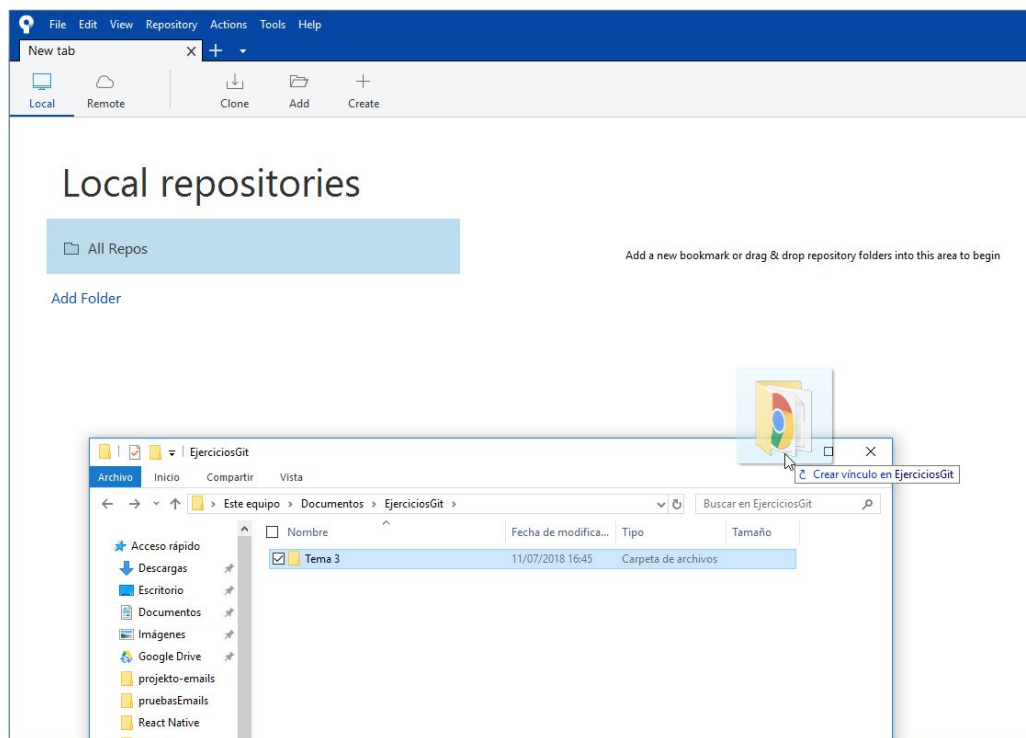 File Edit View Repository Actions Tools Help
New tab
Local Remote Clone Add Create
Local repositories
All Repos
Add a new bookmark or drag & drop repository folders into this area to begin
Add Folder
EjerciciosGit
Archivo Inicio Compartir Vista
Crear vínculo en EjerciciosGit
Este equipo > Documentos > EjerciciosGit >
Buscar en EjerciciosGit
Nombre Fecha de modifica... Tipo Tamaño
Acceso rápido
Tema 3 11/07/2018 16:45 Carpeta de archivos
Descargas
Escritorio
Documentos
Imágenes
Google Drive
projekto-emails
pruebasEmails
React Native